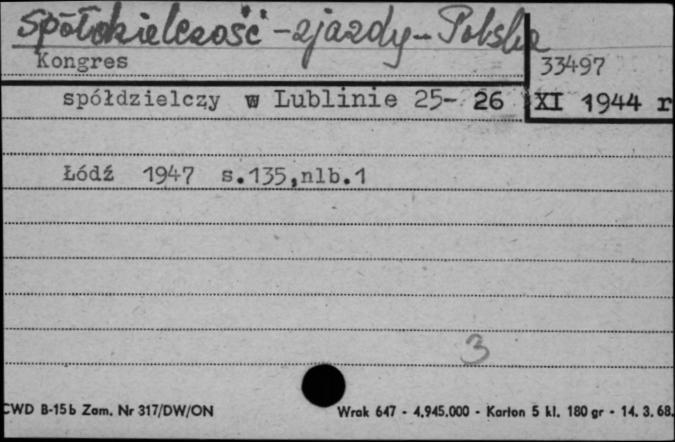 Spółdzielczość - zjazdy - Polska
Kongres
33497
spółdzielczy w Lublinie 25- 26 XI 1944 r
Łódź 1947 s.135,nlb.1
3
CWD B-15b Zam. Nr 317/DW/ON
Wrak 647 - 4.945.000 - Karton 5 kl. 180 gr - 14. 3. 68.